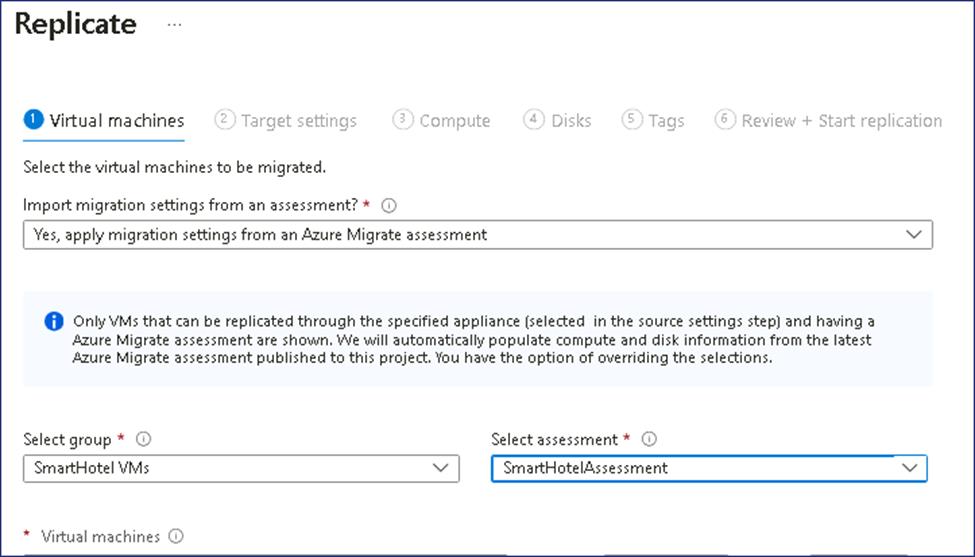 Replicate ...
1 Virtual machines 2 Target settings 3 Compute 4 Disks 5 Tags 6 Review + Start replication
Select the virtual machines to be migrated.
Import migration settings from an assessment? *
Yes, apply migration settings from an Azure Migrate assessment
Only VMs that can be replicated through the specified appliance (selected in the source settings step) and having a
Azure Migrate assessment are shown. We will automatically populate compute and disk information from the latest
Azure Migrate assessment published to this project. You have the option of overriding the selections.
Select group * Select assessment *
SmartHotel VMs SmartHotelAssessment
* Virtual machines